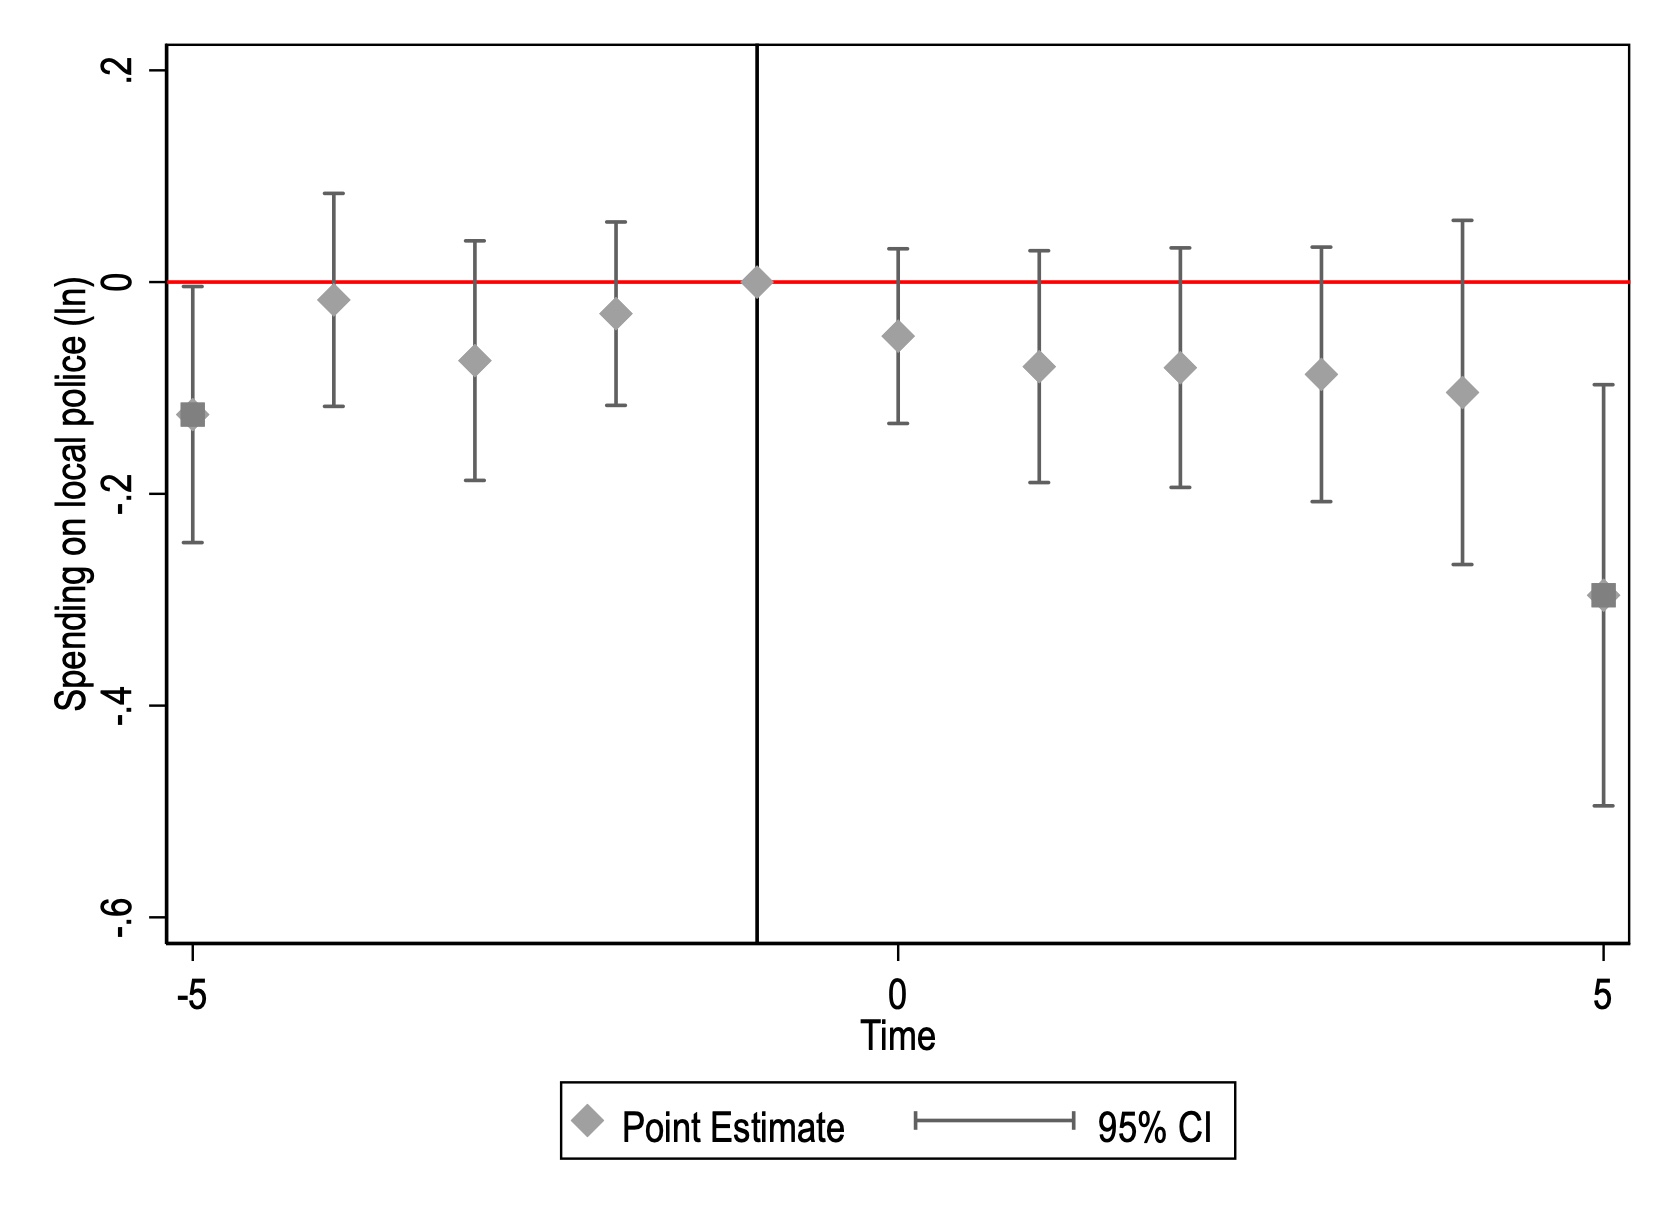 Spending on local police (ln)
.2
0
-.2
-.4
-.6
-5 0 5
Time
Point Estimate 95% CI